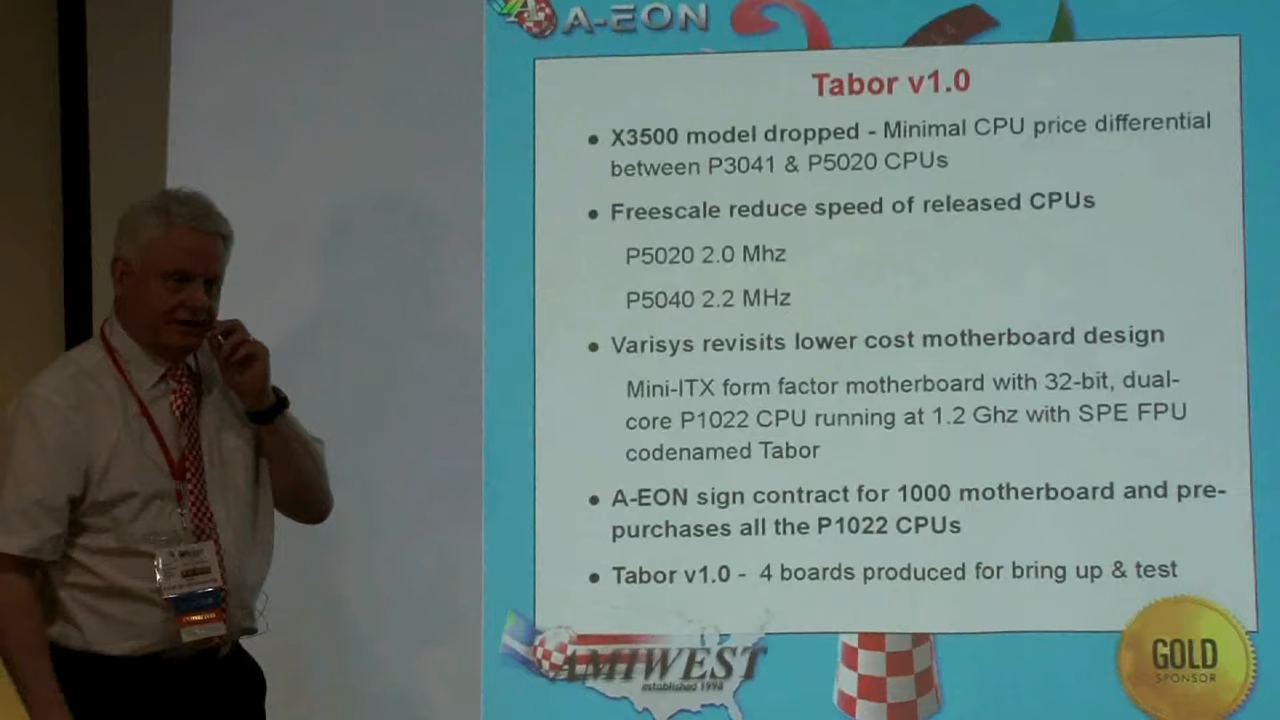 A-EON
Tabor v1.0
• X3500 model dropped - Minimal CPU price differential
between P3041 & P5020 CPUs
• Freescale reduce speed of released CPUs
P5020 2.0 Mhz
P5040 2.2 MHz
• Varisys revisits lower cost motherboard design
Mini-ITX form factor motherboard with 32-bit, dual-
core P1022 CPU running at 1.2 Ghz with SPE FPU
codenamed Tabor
• A-EON sign contract for 1000 motherboard and pre-
purchases all the P1022 CPUs
• Tabor v1.0 - 4 boards produced for bring up & test
AMIWEST
established 1998
GOLD
SPONSOR